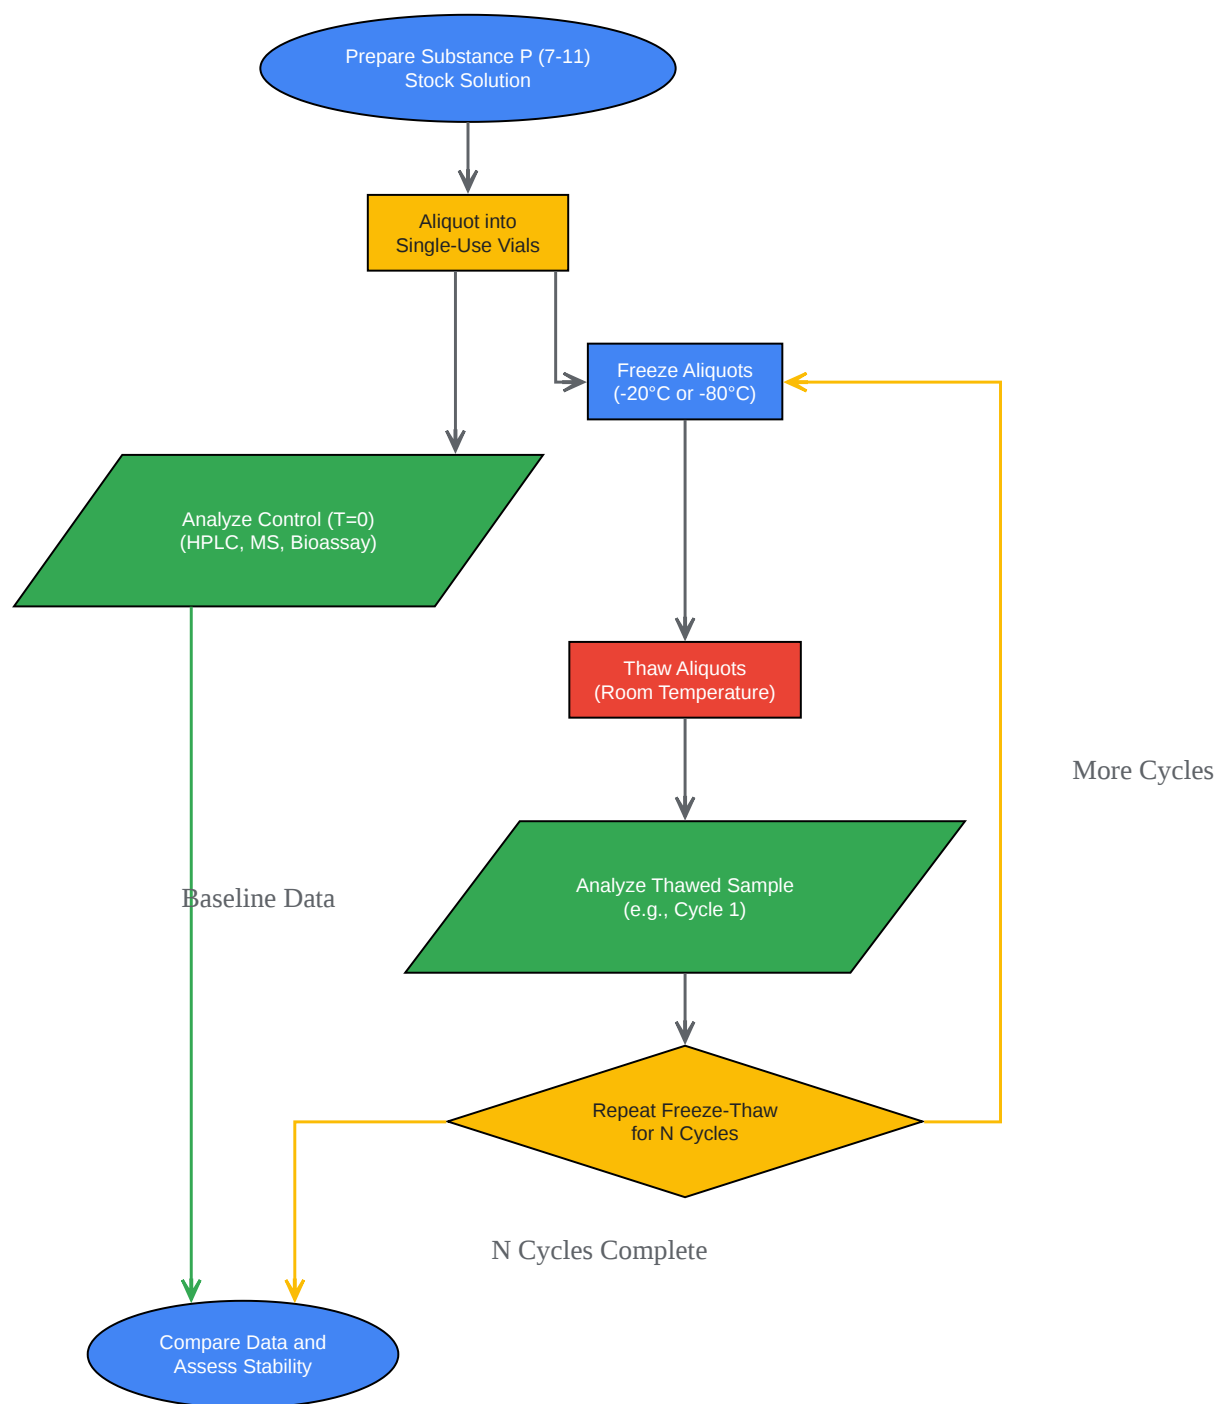 Prepare Substance P (7-11)
Stock Solution
Aliquot into
Single-Use Vials
Freeze Aliquots
(-20°C or -80°C)
Analyze Control (T=0)
(HPLC, MS, Bioassay)
Thaw Aliquots
(Room Temperature)
More Cycles
Analyze Thawed Sample
(e.g., Cycle 1)
Baseline Data
Repeat Freeze-Thaw
for N Cycles
N Cycles Complete
Compare Data and
Assess Stability